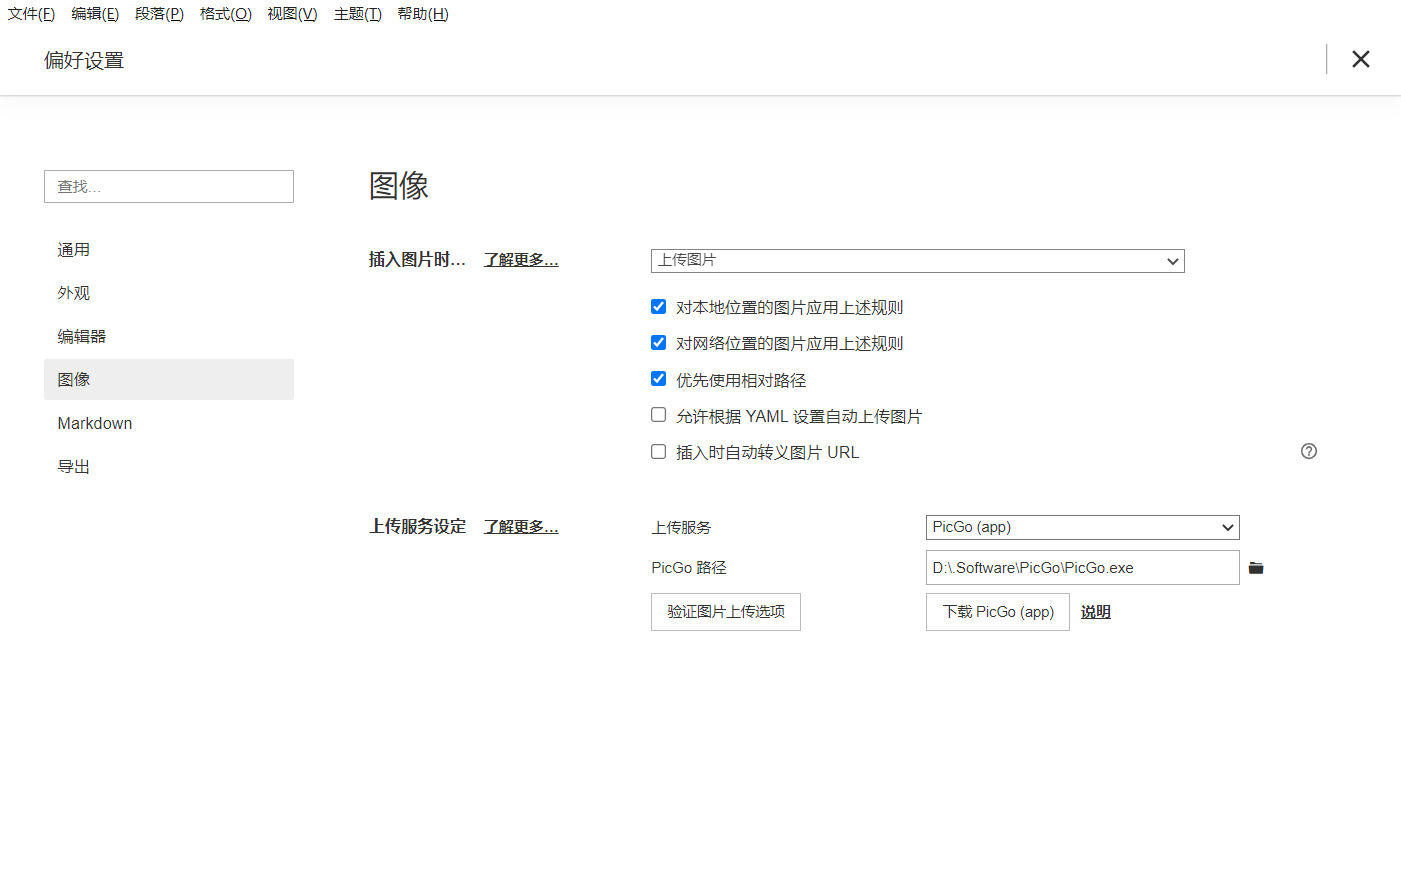 文件(F) 编辑(E) 段落(P) 格式(O) 视图(V) 主题(T) 帮助(H)
偏好设置
查找...
通用
外观
编辑器
图像
Markdown
导出
图像
插入图片时... 了解更多... 上传图片
对本地位置的图片应用上述规则
对网络位置的图片应用上述规则
优先使用相对路径
允许根据 YAML 设置自动上传图片
插入时自动转义图片 URL
上传服务设定 了解更多... 上传服务 PicGo (app)
PicGo 路径 D:\.Software\PicGo\PicGo.exe
验证图片上传选项 下载 PicGo (app) 说明